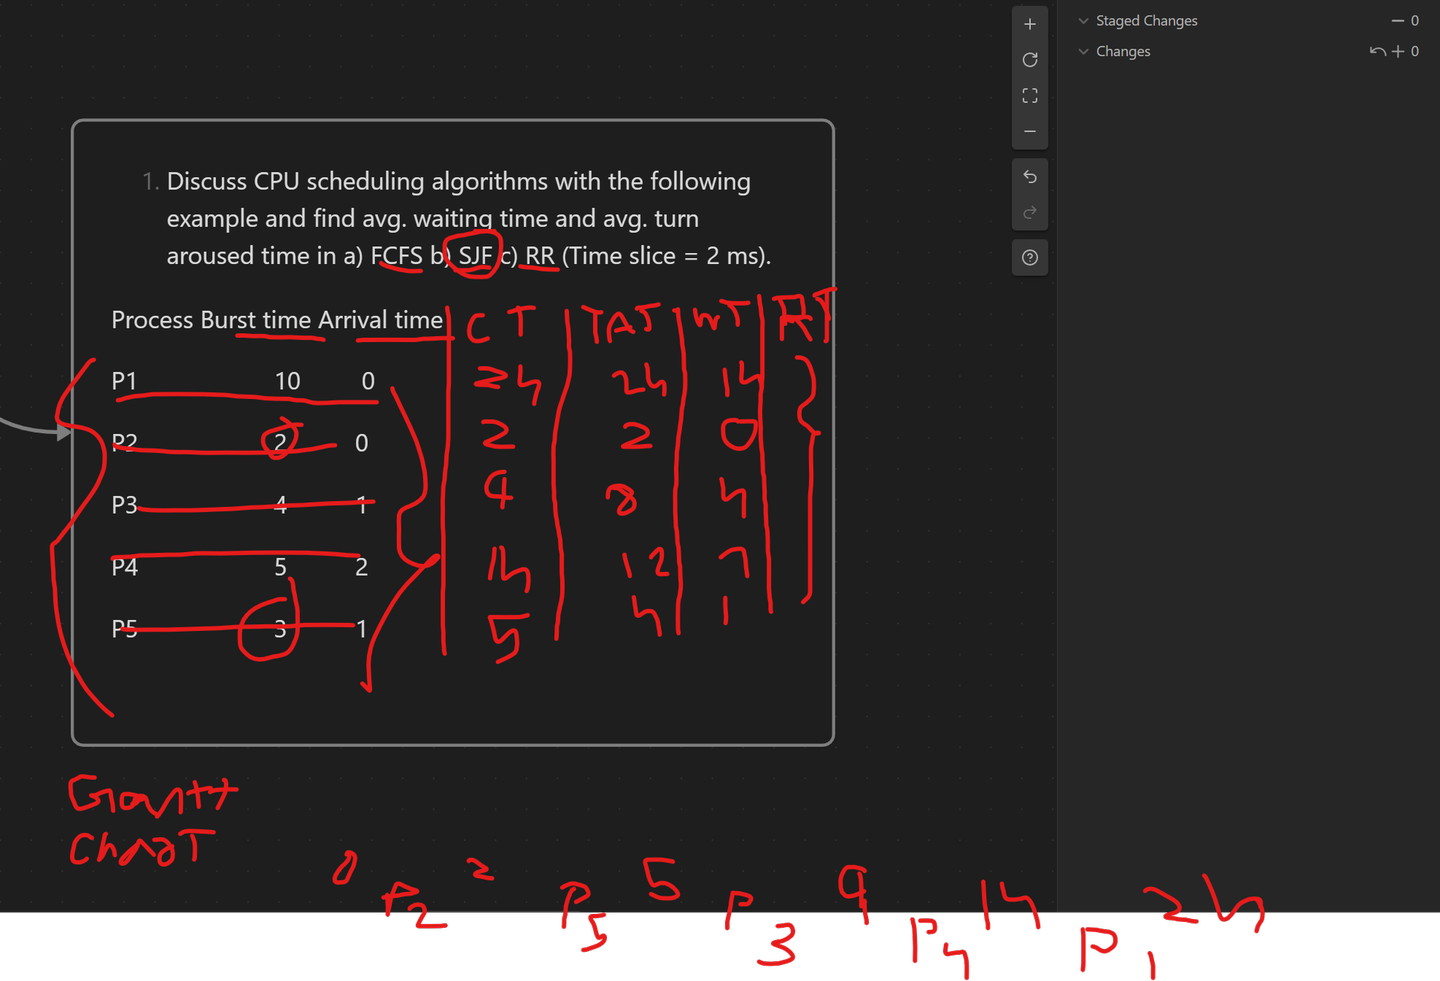 Staged Changes 0
Changes 0
1. Discuss CPU scheduling algorithms with the following
example and find avg. waiting time and avg. turn
aroused time in a) FCFS b) SJF c) RR (Time slice = 2 ms).
Process Burst time Arrival time CT TAT WT RT
P1 10 0 24 24 14
P2 2 0 2 2 0
P3 4 1 9 8 4
P4 5 2 14 12 7
P5 3 1 5 4 1
Gantt
Chart
0 2 5 9 14 24
P2 P5 P3 P4 P1